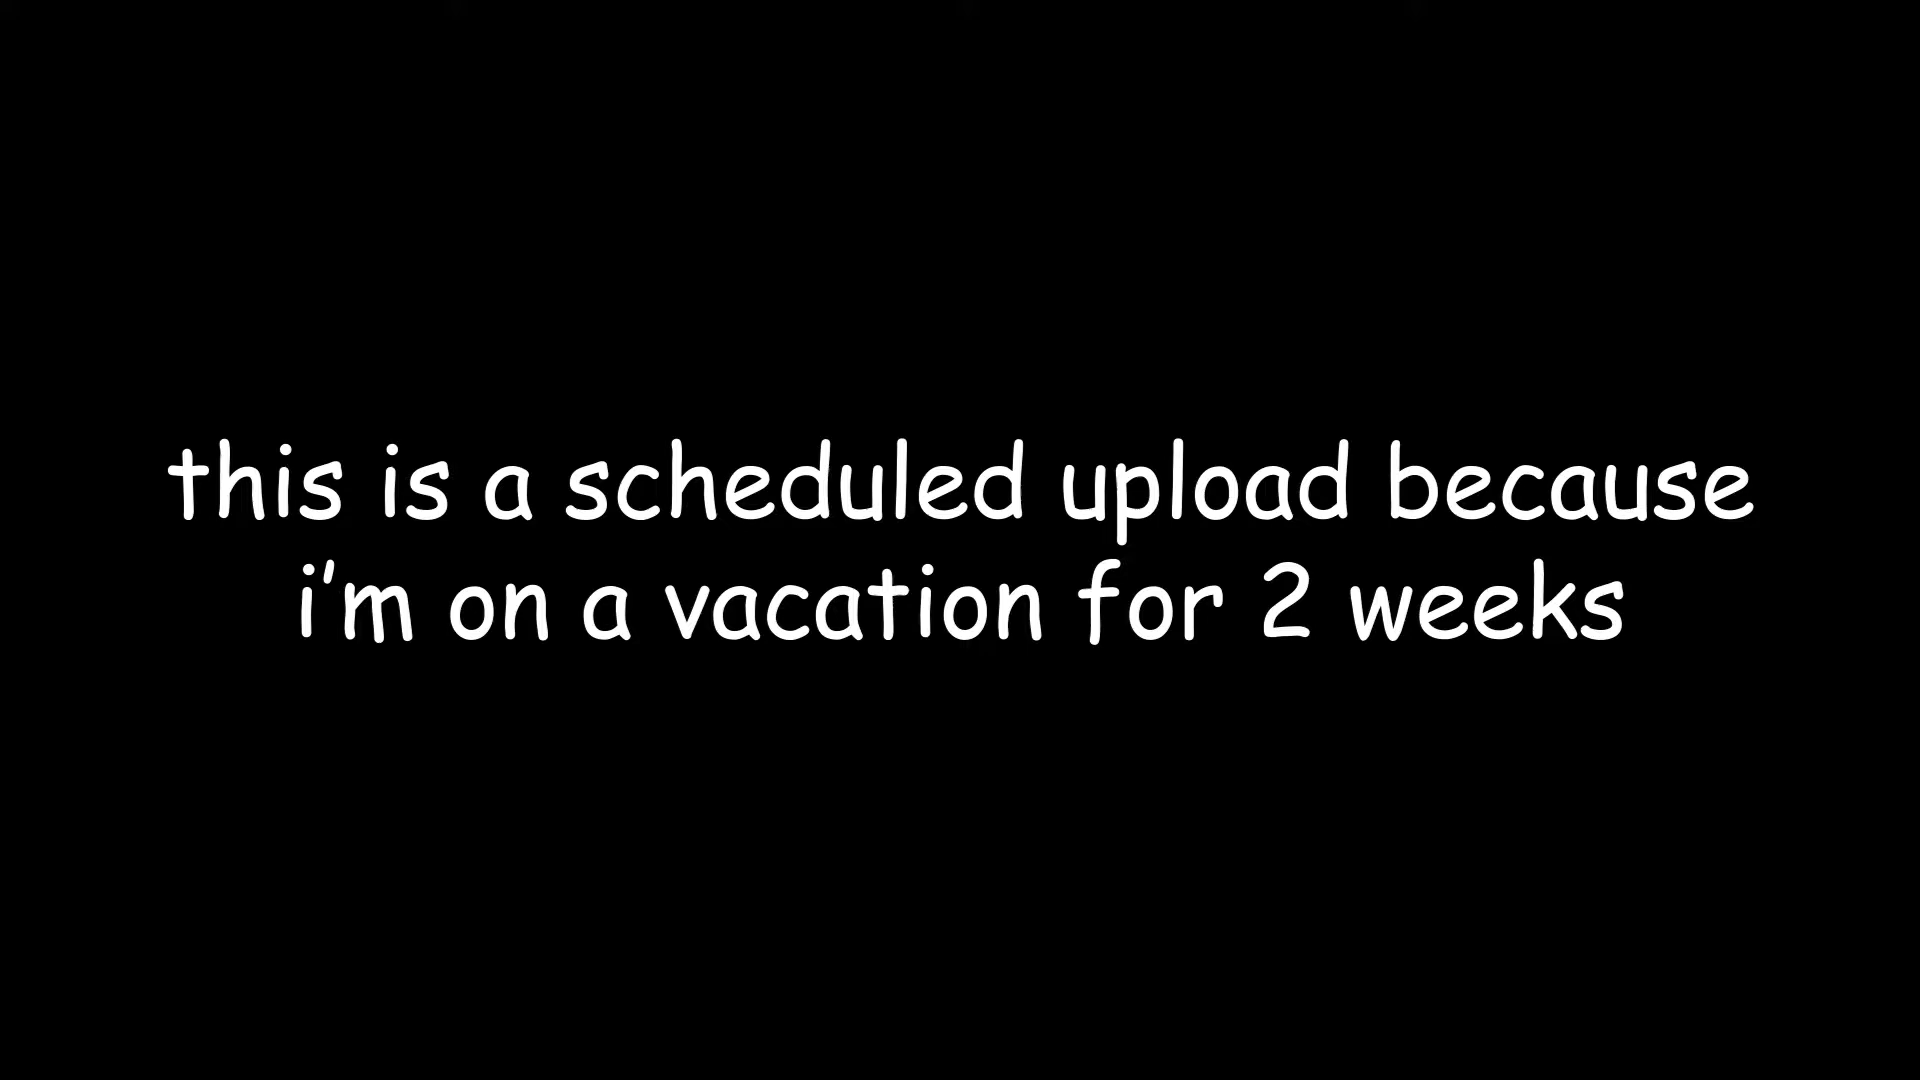 this is a scheduled upload because
i'm on a vacation for 2 weeks